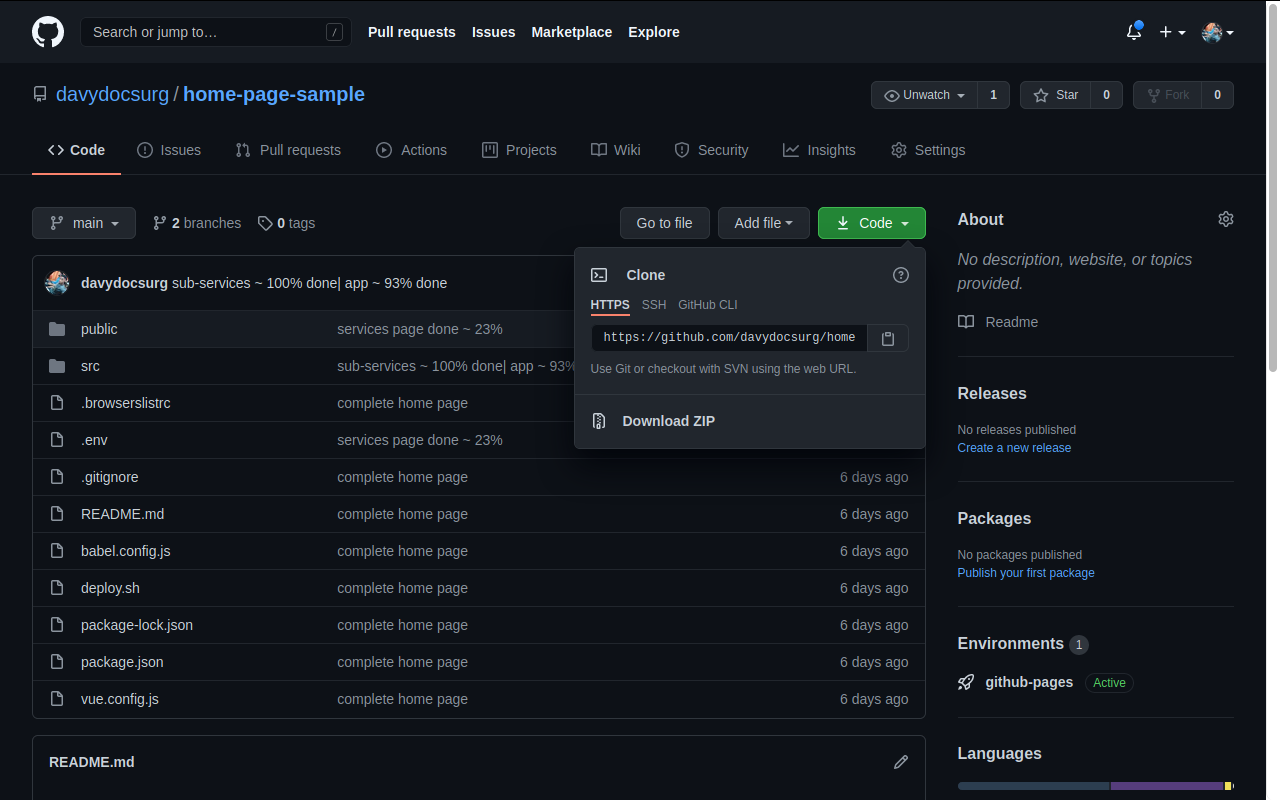 Search or jump to… /
Pull requests Issues Marketplace Explore
davydocsurg / home-page-sample
Unwatch 1 Star 0 Fork 0
Code Issues Pull requests Actions Projects Wiki Security Insights Settings
main 2 branches 0 tags Go to file Add file Code
davydocsurg sub-services ~ 100% done| app ~ 93% done
public services page done ~ 23%
src sub-services ~ 100% done| app ~ 93%
.browserslistrc complete home page
.env services page done ~ 23%
.gitignore complete home page 6 days ago
README.md complete home page 6 days ago
babel.config.js complete home page 6 days ago
deploy.sh complete home page 6 days ago
package-lock.json complete home page 6 days ago
package.json complete home page 6 days ago
vue.config.js complete home page 6 days ago
README.md
Clone
HTTPS SSH GitHub CLI
https://github.com/davydocsurg/home
Use Git or checkout with SVN using the web URL.
Download ZIP
About
No description, website, or topics
provided.
Readme
Releases
No releases published
Create a new release
Packages
No packages published
Publish your first package
Environments 1
github-pages Active
Languages